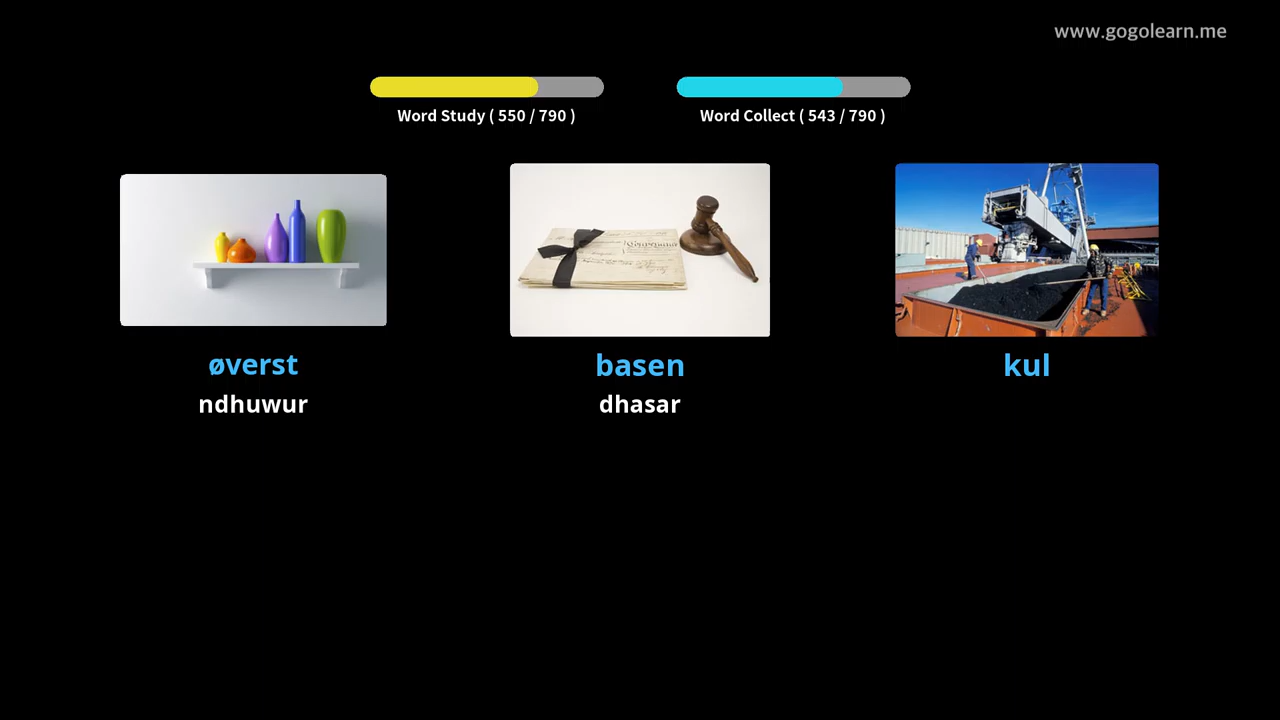 www.gogolearn.me
Word Study ( 550 / 790 )
Word Collect ( 543 / 790 )
øverst
basen
kul
ndhuwur
dhasar